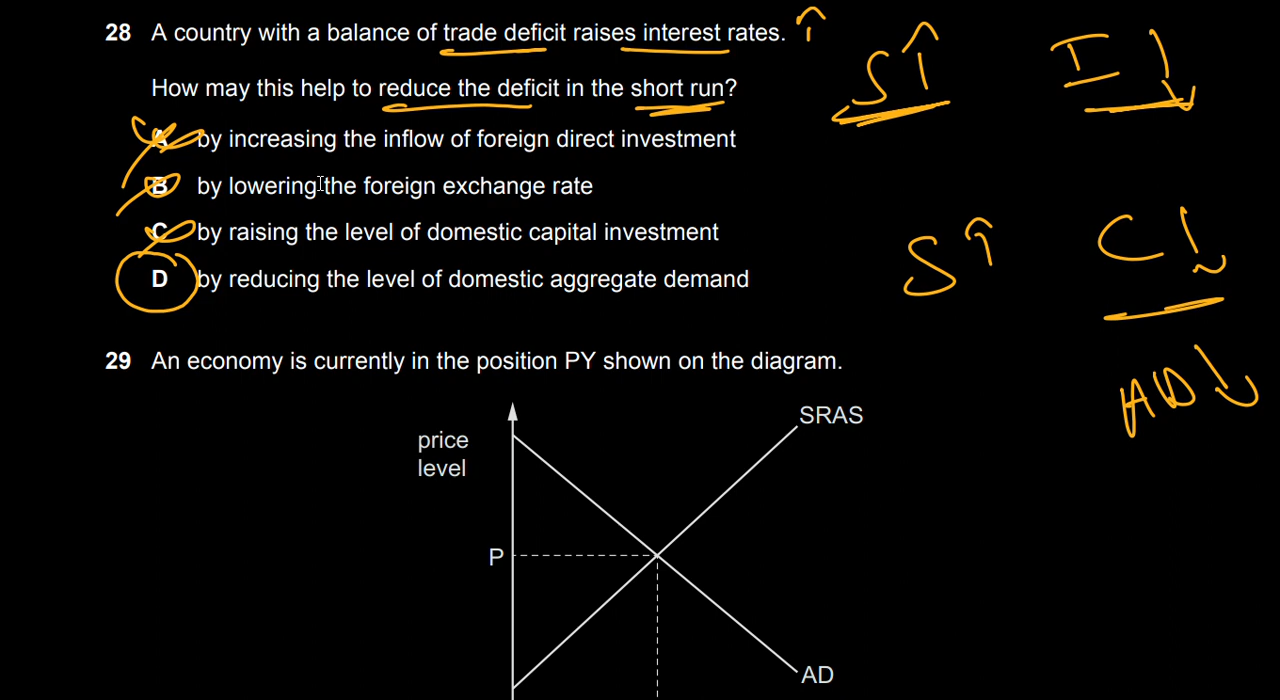 28 A country with a balance of trade deficit raises interest rates. ↑
S↑ I↓
How may this help to reduce the deficit in the short run?
A by increasing the inflow of foreign direct investment
B by lowering the foreign exchange rate
C by raising the level of domestic capital investment
S↑ C↓
D by reducing the level of domestic aggregate demand
29 An economy is currently in the position PY shown on the diagram.
AD↓
SRAS
price
level
P
AD